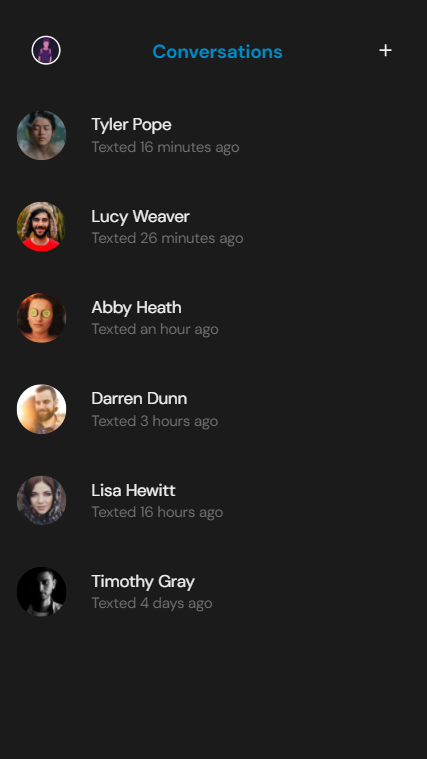 Conversations
+
Tyler Pope
Texted 16 minutes ago
Lucy Weaver
Texted 26 minutes ago
Abby Heath
Texted an hour ago
Darren Dunn
Texted 3 hours ago
Lisa Hewitt
Texted 16 hours ago
Timothy Gray
Texted 4 days ago